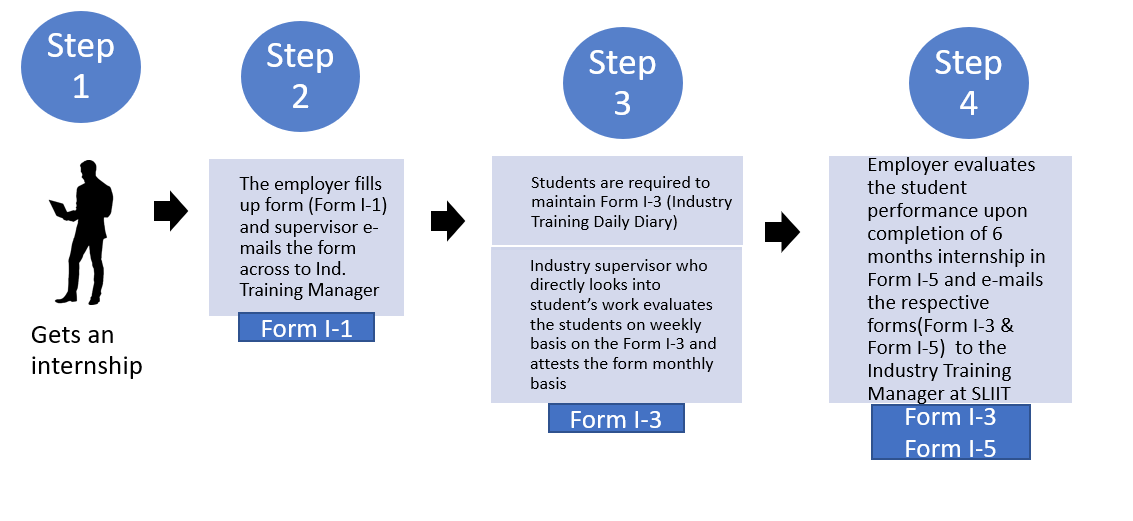 Step
1
Gets an
internship
Step
2
The employer fills
up form (Form I-1)
and supervisor e-
mails the form
across to Ind.
Training Manager
Form I-1
Step
3
Students are required to
maintain Form I-3 (Industry
Training Daily Diary)
Industry supervisor who
directly looks into
student’s work evaluates
the students on weekly
basis on the Form I-3 and
attests the form monthly
basis
Form I-3
Step
4
Employer evaluates
the student
performance upon
completion of 6
months internship in
Form I-5 and e-mails
the respective
forms(Form I-3 &
Form I-5) to the
Industry Training
Manager at SLIIT
Form I-3
Form I-5